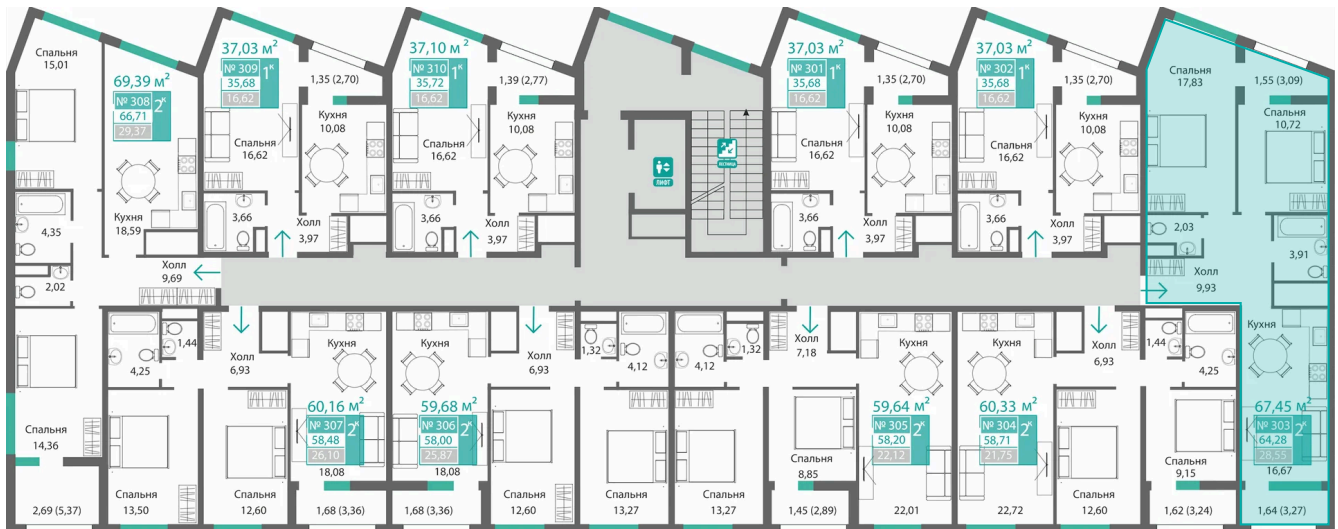 Спальня
15,01
69,39 м²
№ 308
66,71
29,37
2к
Кухня
18,59
4,35
2,02
Холл
9,69
Спальня
14,36
2,69 (5,37)
37,03 м²
№ 309
35,68
16,62
1к
1,35 (2,70)
Кухня
10,08
Спальня
16,62
3,66
Холл
3,97
37,10 м²
№ 310
35,72
16,62
1к
1,39 (2,77)
Кухня
10,08
Спальня
16,62
3,66
Холл
3,97
ЛИФТ
ЛЕСТНИЦА
37,03 м²
№ 301
35,68
16,62
1к
1,35 (2,70)
Кухня
10,08
Спальня
16,62
3,66
Холл
3,97
37,03 м²
№ 302
35,68
16,62
1к
1,35 (2,70)
Кухня
10,08
Спальня
16,62
3,66
Холл
3,97
Спальня
17,83
1,55 (3,09)
Спальня
10,72
2,03
3,91
Холл
9,93
Кухня
67,45 м²
№ 303
64,28
28,55
2к
16,67
1,64 (3,27)
1,44
4,25
Холл
6,93
Кухня
60,16 м²
№ 307
58,48
26,10
2к
18,08
Спальня
13,50
Спальня
12,60
1,68 (3,36)
Кухня
59,68 м²
№ 306
58,00
25,87
2к
18,08
1,68 (3,36)
Холл
6,93
1,32
4,12
Спальня
12,60
Спальня
13,27
4,12
1,32
Холл
7,18
Кухня
59,64 м²
№ 305
58,20
22,12
2к
Спальня
13,27
Спальня
8,85
1,45 (2,89)
22,01
Кухня
60,33 м²
№ 304
58,71
21,75
2к
22,72
Холл
6,93
1,44
4,25
Спальня
12,60
Спальня
9,15
1,62 (3,24)